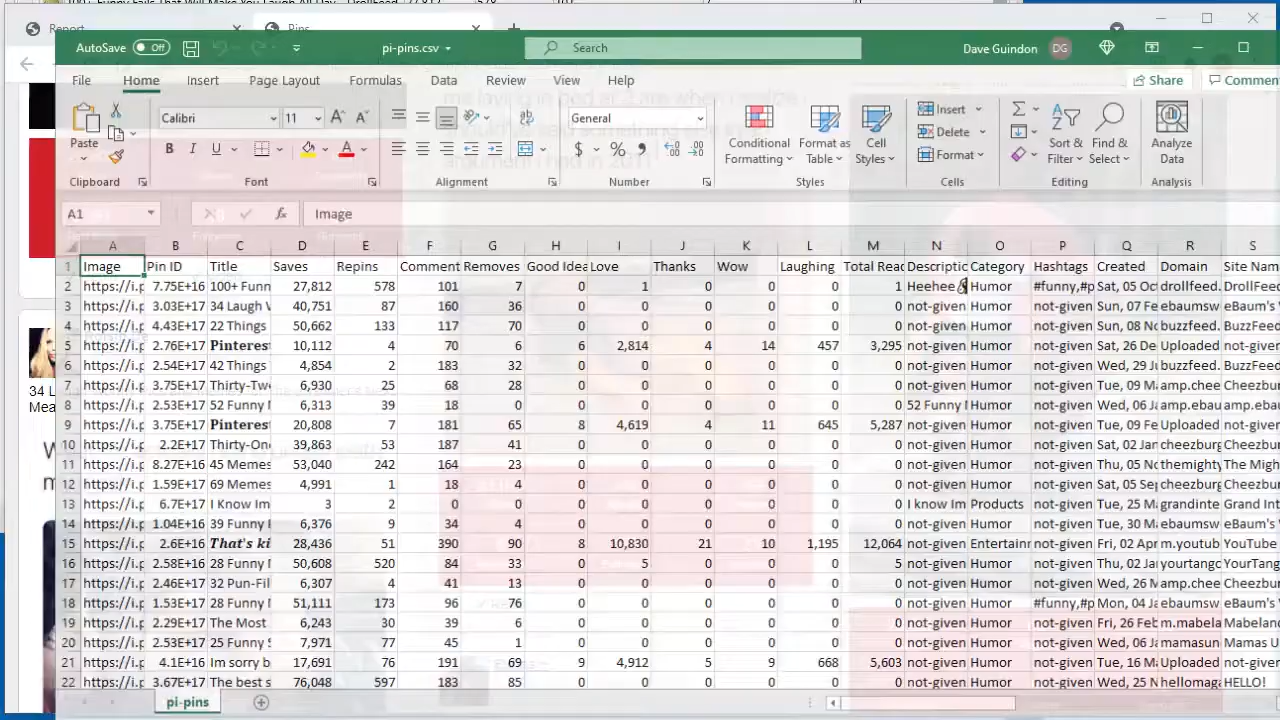 Report
Pins
AutoSave Off pi-pins.csv Search Dave Guindon DG
File Home Insert Page Layout Formulas Data Review View Help Share
Paste Calibri 11 General Conditional Formatting Format as Table Cell Styles Insert Delete Format Sort & Filter Find & Select Analyze Data
B I U A $ % ,
Clipboard Font Alignment Number Styles Cells Editing Analysis
A1 fx Image
A B C D E F G H I J K L M N O P Q R S
1 Image Pin ID Title Saves Repins Comment Removes Good Idea Love Thanks Wow Laughing Total Reac Descriptic Category Hashtags Created Domain Site Name
2 https://i.p 7.75E+16 100+ Funn 27,812 578 101 7 0 1 0 0 0 1 Heehee Humor #funny,#p Sat, 05 Oc drollfeed. DrollFeed
3 https://i.p 3.03E+17 34 Laugh W 40,751 87 160 36 0 0 0 0 0 0 not-given Humor not-given Sun, 07 Fe ebaumsw eBaum's W
4 https://i.p 4.43E+17 22 Things 50,662 133 117 70 0 0 0 0 0 0 not-given Humor not-given Sun, 08 No buzzfeed. BuzzFeed
5 https://i.p 2.76E+17 Pinterest 10,112 4 70 6 6 2,814 4 14 457 3,295 not-given Humor not-given Sat, 26 De Uploaded not-given
6 https://i.p 2.54E+17 42 Things 4,854 2 183 32 0 0 0 0 0 0 not-given Humor not-given Wed, 29 Ju buzzfeed. BuzzFeed
7 https://i.p 3.75E+17 Thirty-Tw 6,930 25 68 28 0 0 0 0 0 0 not-given Humor not-given Tue, 09 M amp.chee Cheezbur
8 https://i.p 2.53E+17 52 Funny M 6,313 39 18 0 0 0 0 0 0 0 52 Funny M Humor not-given Wed, 06 Ja amp.ebau
9 https://i.p 3.75E+17 Pinterest 20,808 7 181 65 8 4,619 4 11 645 5,287 not-given Humor not-given Tue, 09 Fe Uploaded not-given
10 https://i.p 2.2E+17 Thirty-One 39,863 53 187 41 0 0 0 0 0 0 not-given Humor not-given Sat, 02 Jan cheezburg Cheezbur
11 https://i.p 8.27E+16 45 Memes 53,040 242 164 23 0 0 0 0 0 0 not-given Humor not-given Thu, 05 No themighty The Migh
12 https://i.p 1.59E+17 69 Memes 4,991 1 18 4 0 0 0 0 0 0 not-given Humor not-given Sat, 05 Sep cheezburg Cheezburg
13 https://i.p 6.7E+17 I Know Im 3 2 0 0 0 0 0 0 0 0 I know Im Products not-given Tue, 25 M grandinte Grand Int
14 https://i.p 1.04E+16 39 Funny P 6,376 9 34 4 0 0 0 0 0 0 not-given Humor not-given Tue, 30 M ebaumsw eBaum's
15 https://i.p 2.6E+17 That's ki 28,436 51 390 90 8 10,830 21 10 1,195 12,064 not-given Entertainn not-given Fri, 02 Apr m.youtub YouTube
16 https://i.p 2.58E+17 28 Funny M 50,608 520 84 33 0 5 0 0 0 5 not-given Humor not-given Thu, 02 Ja yourtango YourTang
17 https://i.p 2.46E+17 32 Pun-Fil 6,307 4 41 13 0 0 0 0 0 0 not-given Humor not-given Wed, 26 M amp.chee Cheezbur
18 https://i.p 1.53E+17 28 Funny M 51,111 173 96 76 0 0 0 0 0 0 not-given Humor #funny,#p Mon, 04 Ja ebaumsw eBaum's
19 https://i.p 2.29E+17 The Most 6,243 30 39 6 0 0 0 0 0 0 not-given Humor not-given Fri, 26 Feb m.mabela Mabeland
20 https://i.p 2.53E+17 25 Funny S 7,971 77 45 1 0 0 0 0 0 0 not-given Humor not-given Wed, 06 Ja mamasun Mamas U
21 https://i.p 4.1E+16 Im sorry b 17,691 76 191 69 9 4,912 5 9 668 5,603 not-given Humor not-given Tue, 16 M Uploaded not-given
22 https://i.p 3.67E+17 The best s 76,048 597 183 85 0 0 0 0 0 0 not-given Humor not-given Wed, 25 N hellomaga HELLO!
pi-pins